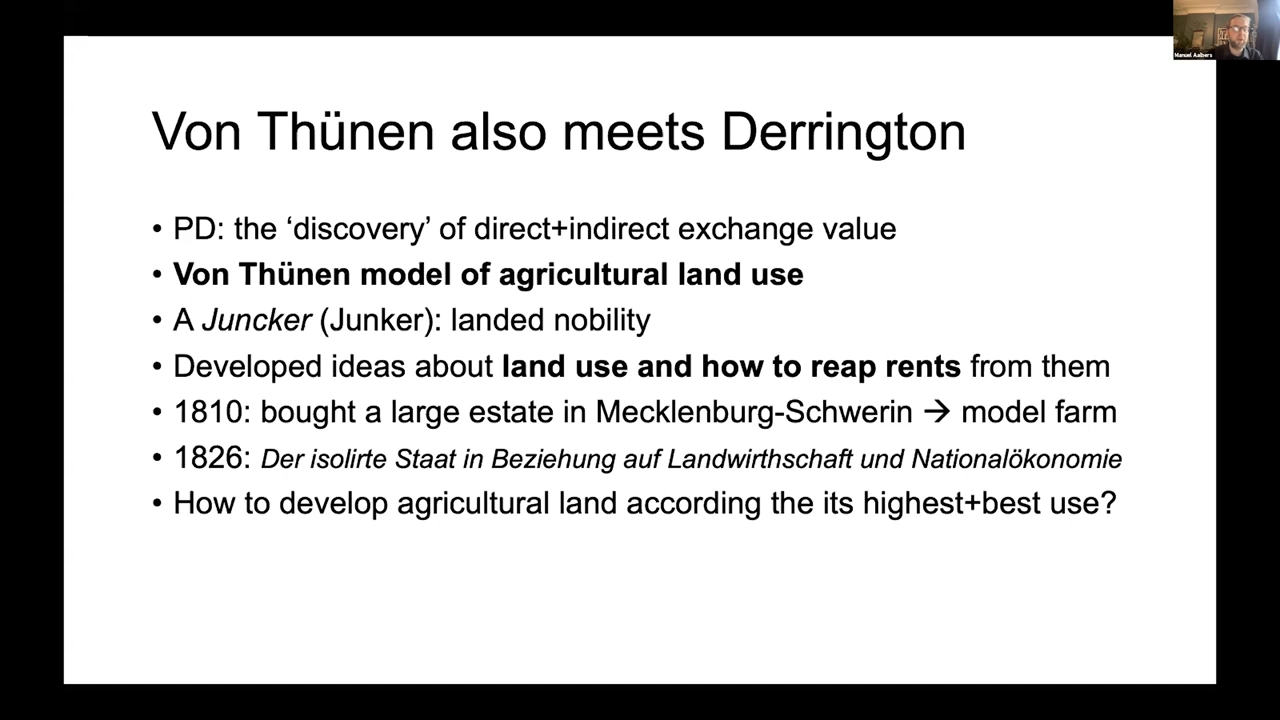 Manuel Aalbers
Von Thünen also meets Derrington
• PD: the ‘discovery’ of direct+indirect exchange value
• Von Thünen model of agricultural land use
• A Juncker (Junker): landed nobility
• Developed ideas about land use and how to reap rents from them
• 1810: bought a large estate in Mecklenburg-Schwerin → model farm
• 1826: Der isolirte Staat in Beziehung auf Landwirthschaft und Nationalökonomie
• How to develop agricultural land according the its highest+best use?